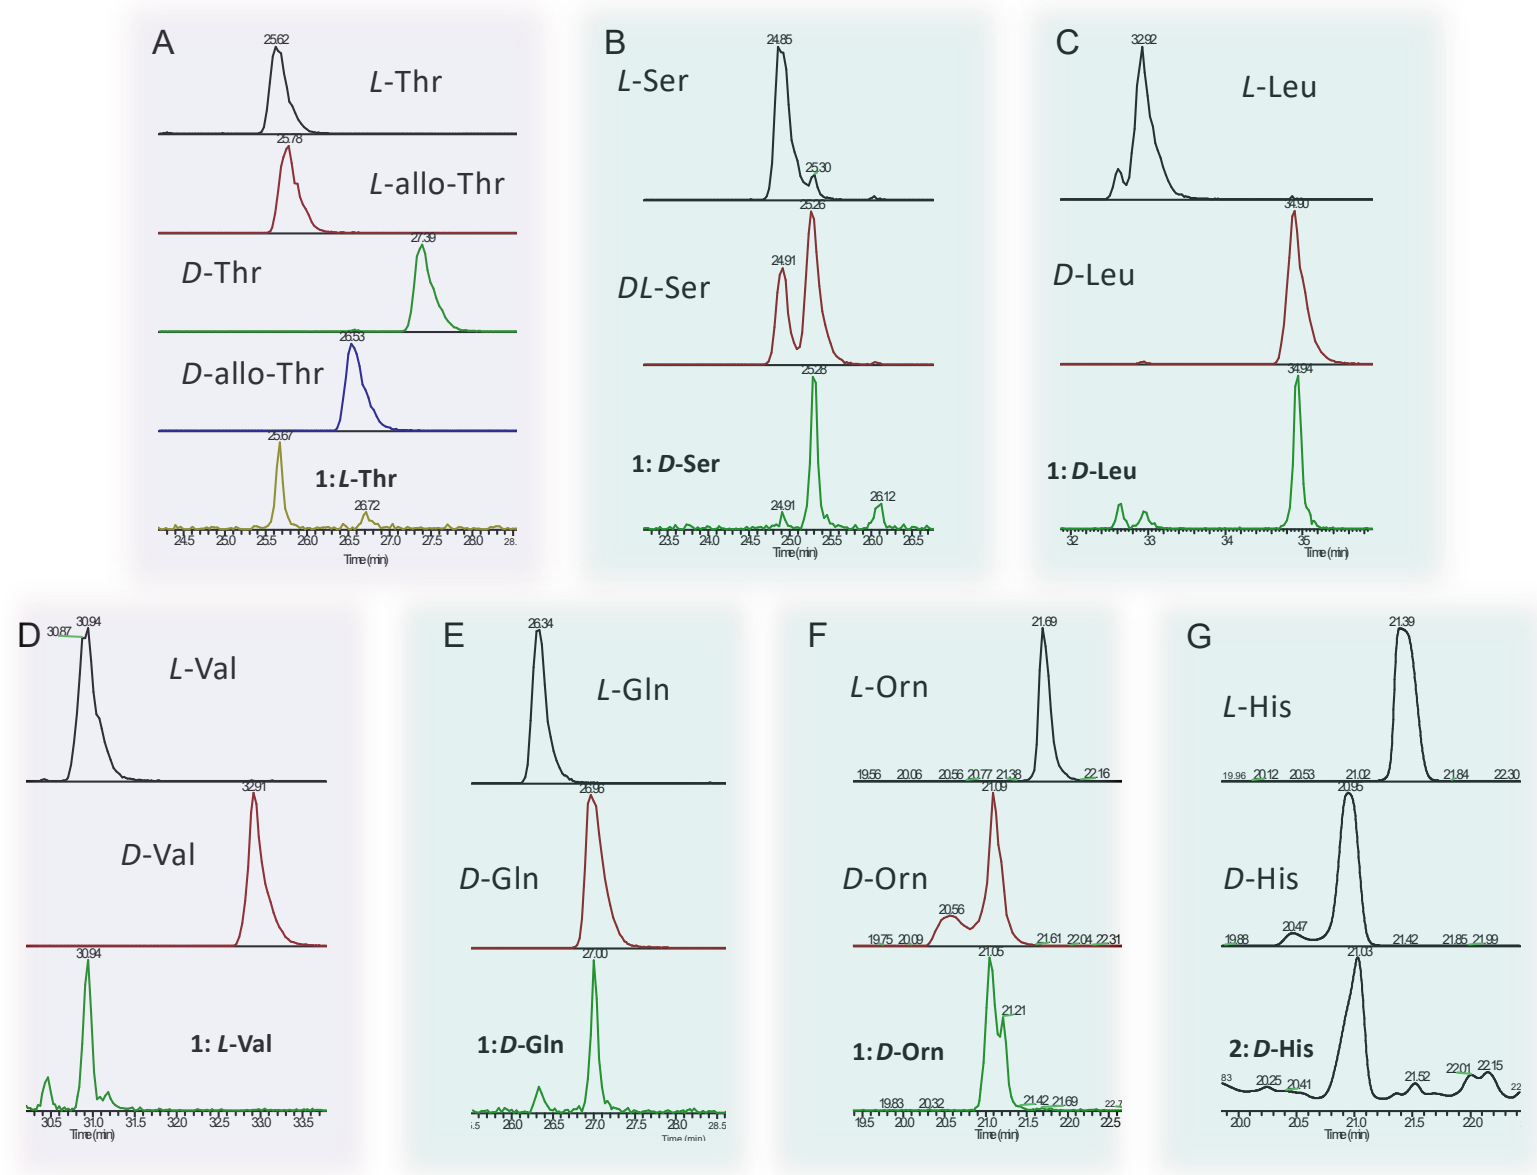 A
25.62
L-Thr
25.78
L-allo-Thr
27.39
D-Thr
26.53
D-allo-Thr
25.67
1: L-Thr
26.72
24.5 25.0 25.5 26.0 26.5 27.0 27.5 28.0 28.
Time (min)
B
24.85
L-Ser
25.30
25.26
24.91
DL-Ser
25.28
1: D-Ser
24.91
26.12
23.5 24.0 24.5 25.0 25.5 26.0 26.5
Time (min)
C
32.92
L-Leu
34.90
D-Leu
34.94
1: D-Leu
32 33 34 35
Time (min)
D
30.87
30.94
L-Val
32.91
D-Val
30.94
1: L-Val
30.5 31.0 31.5 32.0 32.5 33.0 33.5
Time (min)
E
26.34
L-Gln
26.96
D-Gln
27.00
1: D-Gln
5.5 26.0 26.5 27.0 27.5 28.0 28.5
Time (min)
F
21.69
L-Orn
19.56 20.06 20.56 20.77 21.38 22.16
21.09
D-Orn
20.56
19.75 20.09 21.61 22.04 22.31
21.05
21.21
1: D-Orn
19.83 20.32 21.42 21.69 22.7
19.5 20.0 20.5 21.0 21.5 22.0 22.5
Time (min)
G
21.39
L-His
19.96 20.12 20.53 21.02 21.84 22.30
20.95
D-His
20.47
19.88 21.42 21.85 21.99
21.03
2: D-His
83 20.25 20.41 21.52 22.01 22.15 22
20.0 20.5 21.0 21.5 22.0
Time (min)